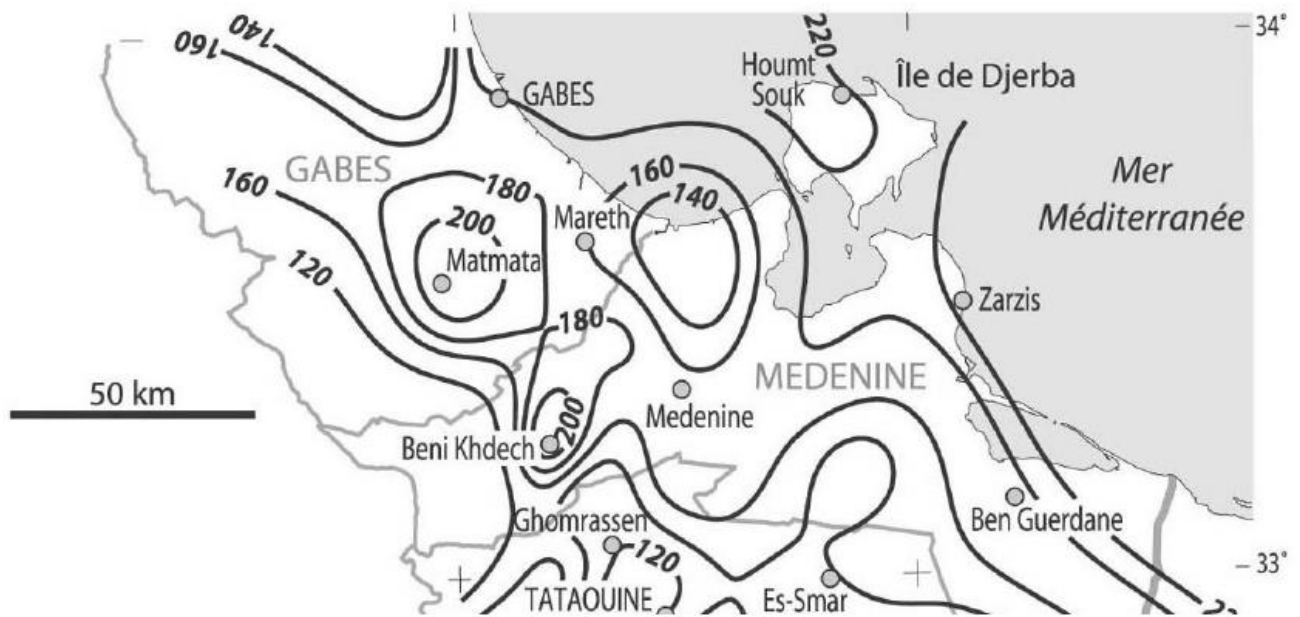 140
160
220
34°
Houmt
Souk
Île de Djerba
GABES
GABES
160
180
160
140
Mer
Méditerranée
200
Mareth
Matmata
120
180
Zarzis
50 km
MEDENINE
200
Medenine
Beni Khdech
Ghomrassen
Ben Guerdane
120
33°
TATAOUINE
Es-Smar